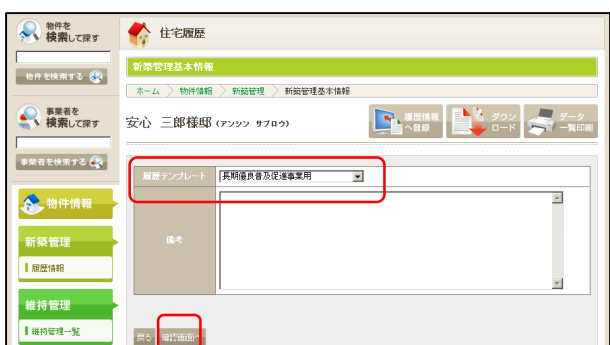 物件を
検索して探す
物件を検索する
事業者を
検索して探す
事業者を検索する
物件情報
新築管理
履歴情報
維持管理
維持管理一覧
住宅履歴
新築管理基本情報
ホーム
物件情報
新築管理
新築管理基本情報
安心 三郎様邸(アンシン サブロウ)
履歴情報
へ登録
ダウン
ロード
データ
一覧印刷
履歴テンプレート
長期優良普及促進事業用
備考
戻る
確認画面へ